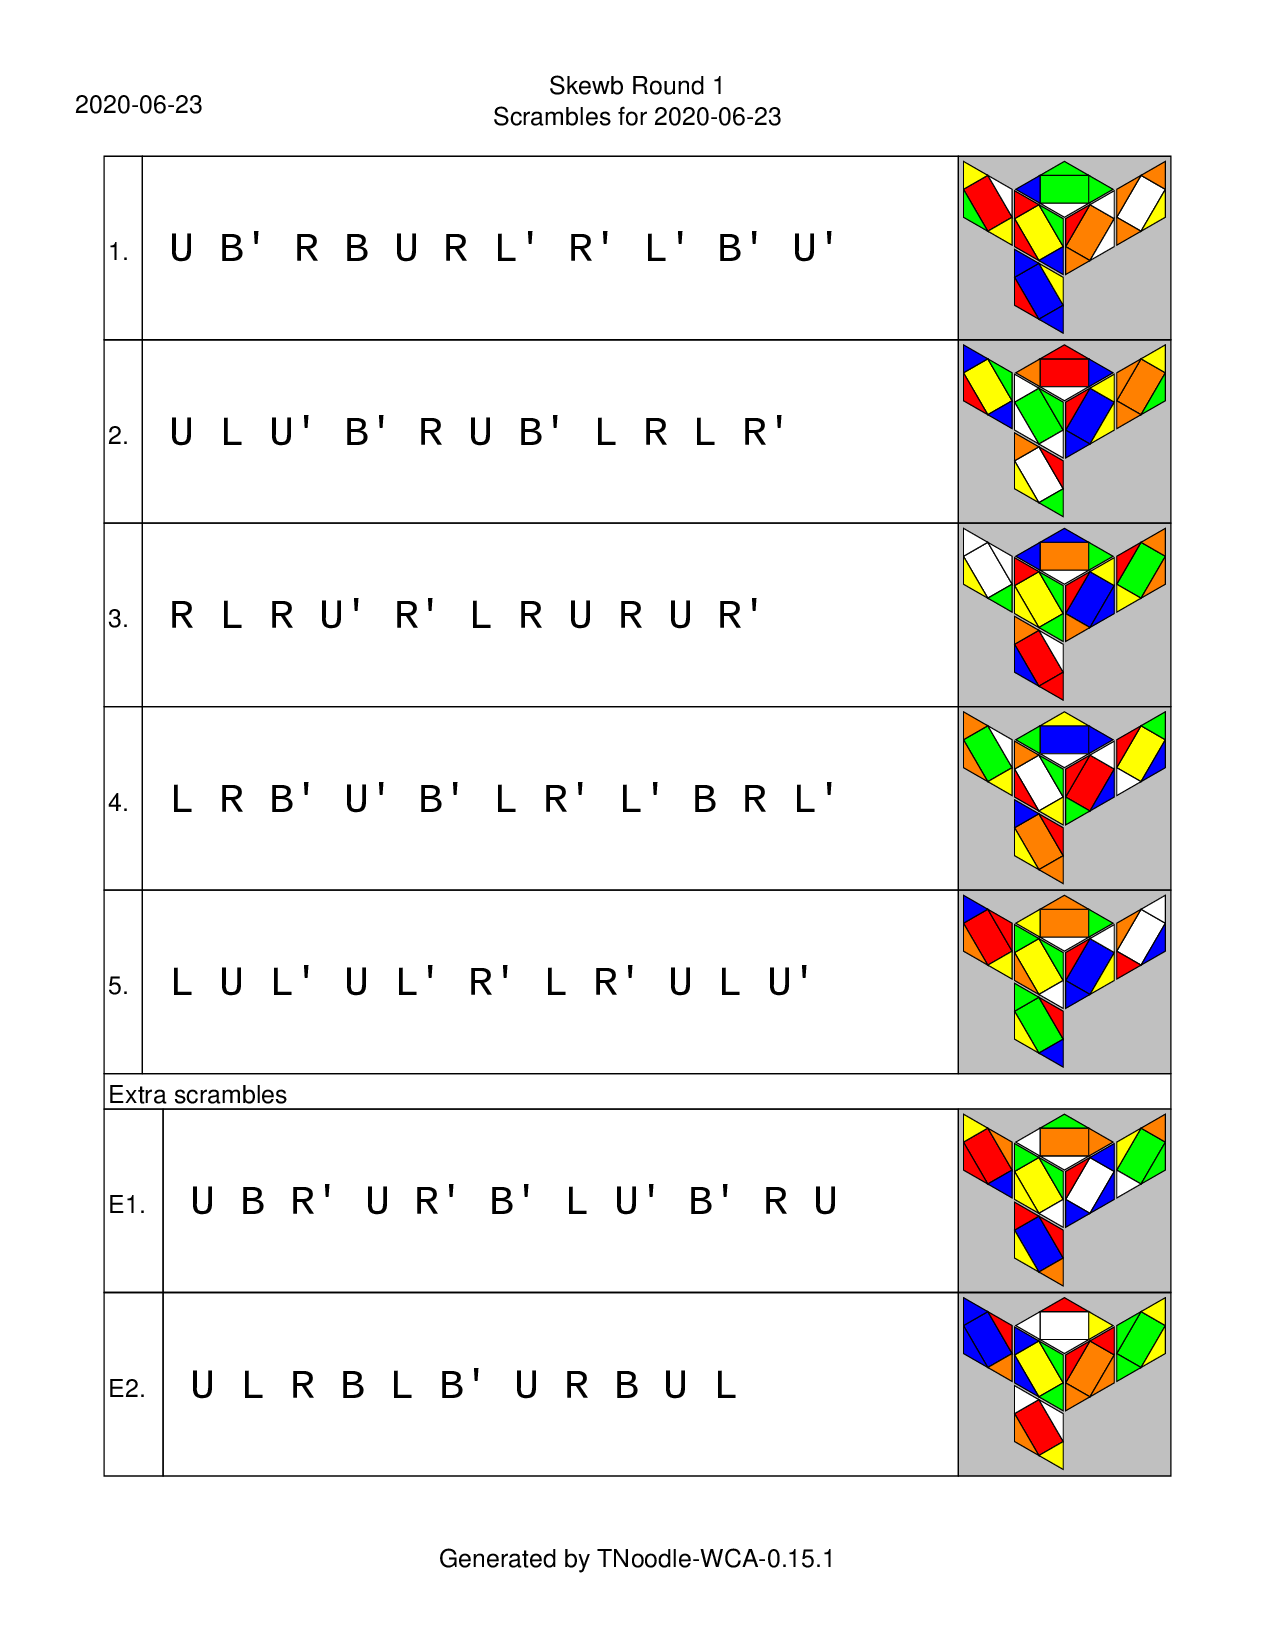 2020-06-23
Skewb Round 1
Scrambles for 2020-06-23
1. U B' R B U R L' R' L' B' U'
2. U L U' B' R U B' L R L R'
3. R L R U' R' L R U R U R'
4. L R B' U' B' L R' L' B R L'
5. L U L' U L' R' L R' U L U'
Extra scrambles
E1. U B R' U R' B' L U' B' R U
E2. U L R B L B' U R B U L
Generated by TNoodle-WCA-0.15.1